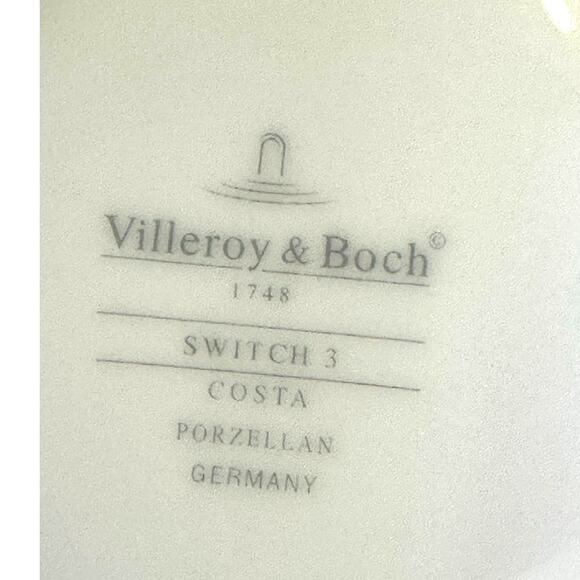 Villeroy & Boch©
1748
SWITCH 3
COSTA
PORZELLAN
GERMANY